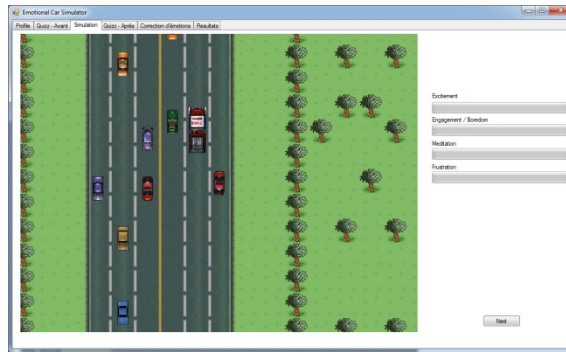 Emotional Car Simulator
Profile Quizz - Avant Simulation Quizz - Après Correction d'émotions Resultats
Excitement
Engagement / Boredom
Meditation
Frustration
Next